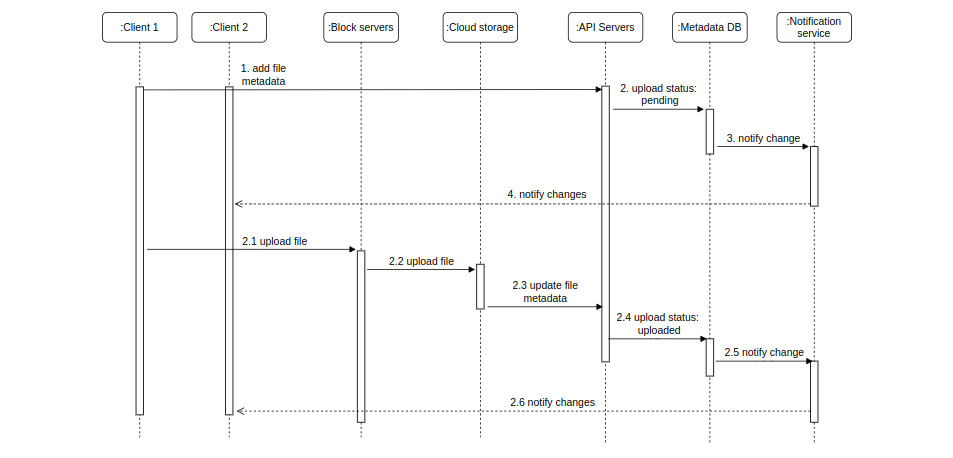 :Client 1
:Client 2
:Block servers
:Cloud storage
:API Servers
:Metadata DB
:Notification
service
1. add file
metadata
2. upload status:
pending
3. notify change
4. notify changes
2.1 upload file
2.2 upload file
2.3 update file
metadata
2.4 upload status:
uploaded
2.5 notify change
2.6 notify changes